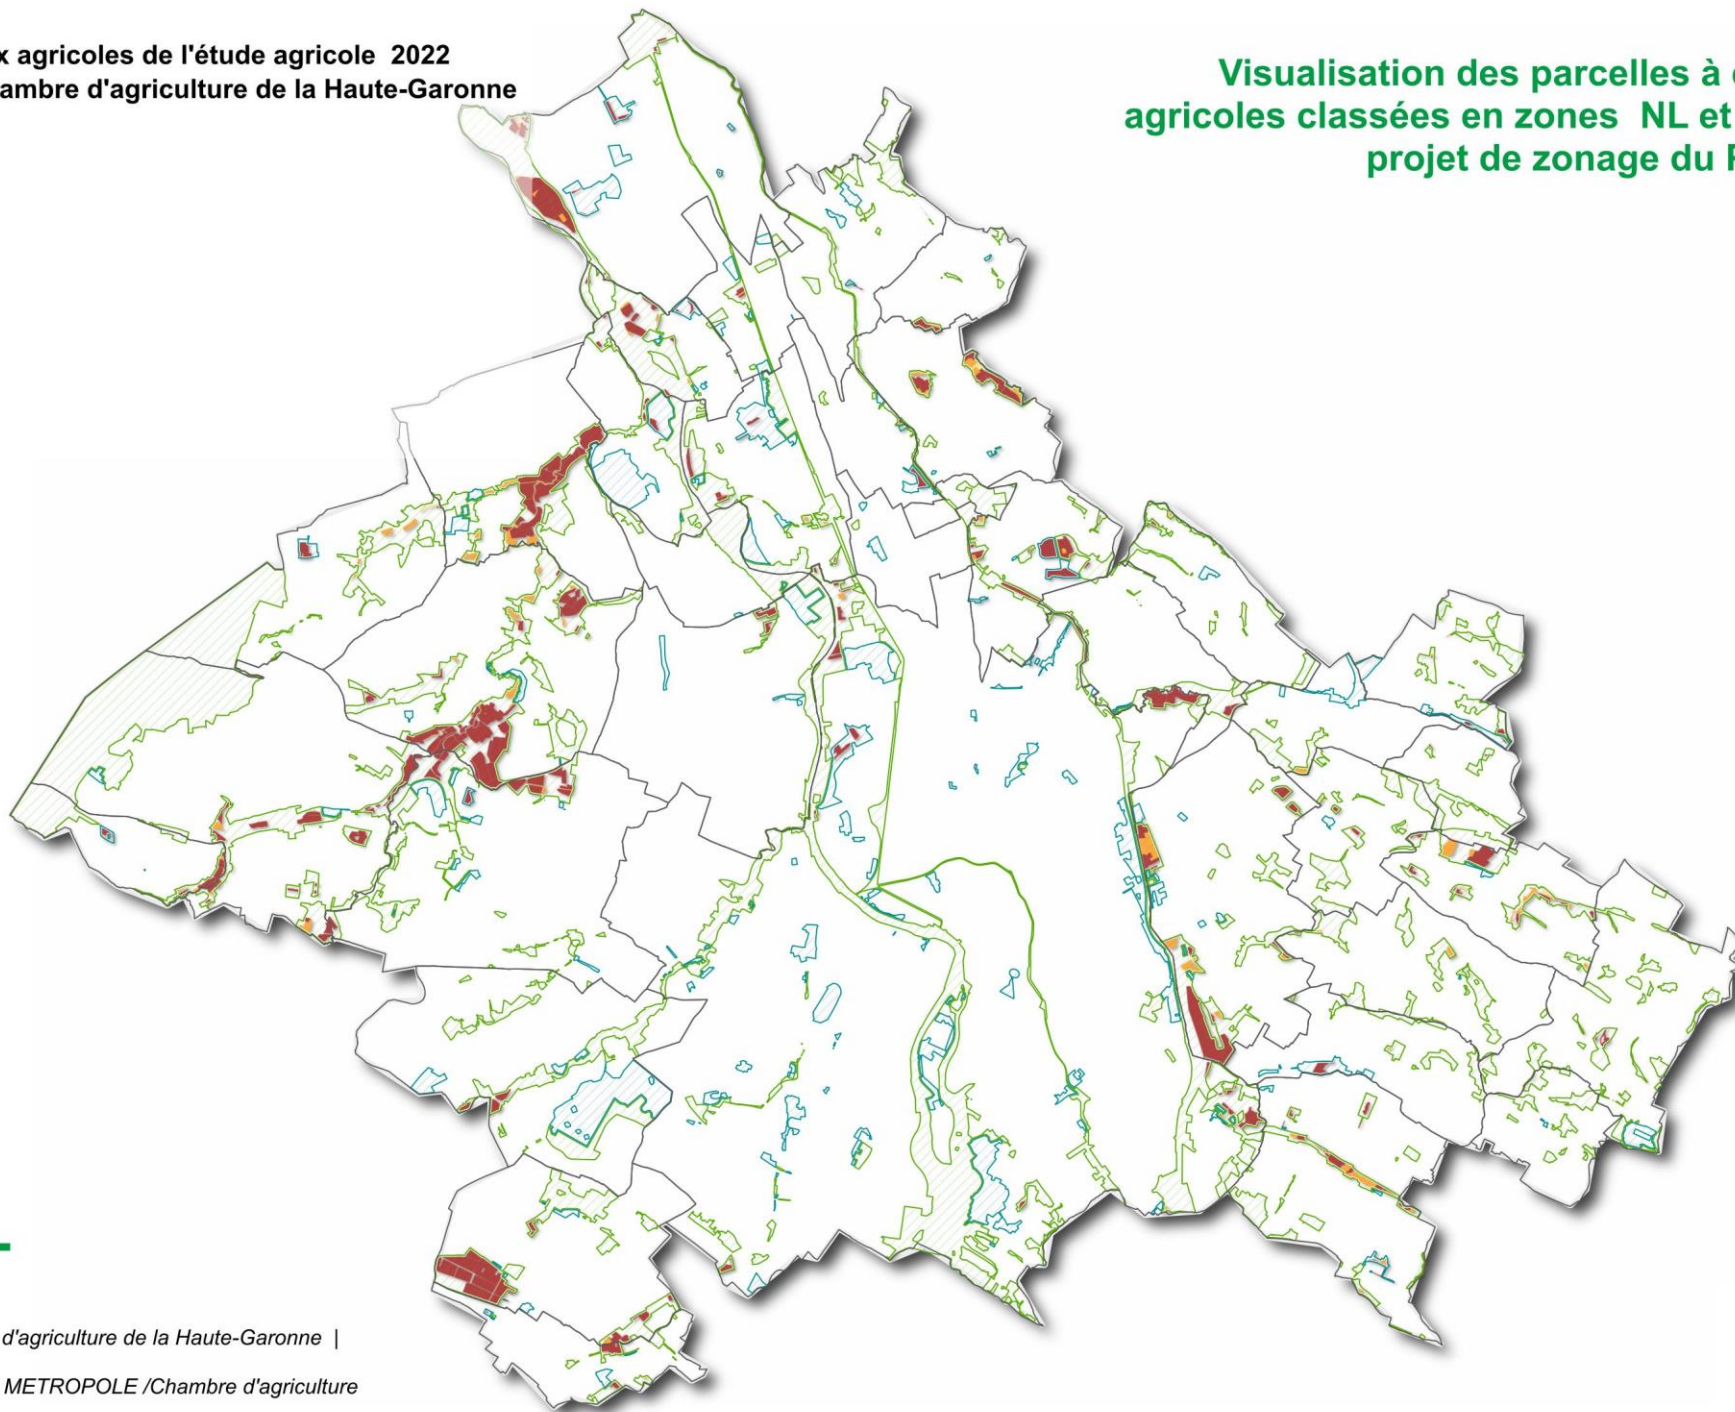 x agricoles de l'étude agricole 2022
ambre d'agriculture de la Haute-Garonne
Visualisation des parcelles à
agricoles classées en zones NL et
projet de zonage du
d'agriculture de la Haute-Garonne |
METROPOLE /Chambre d'agriculture